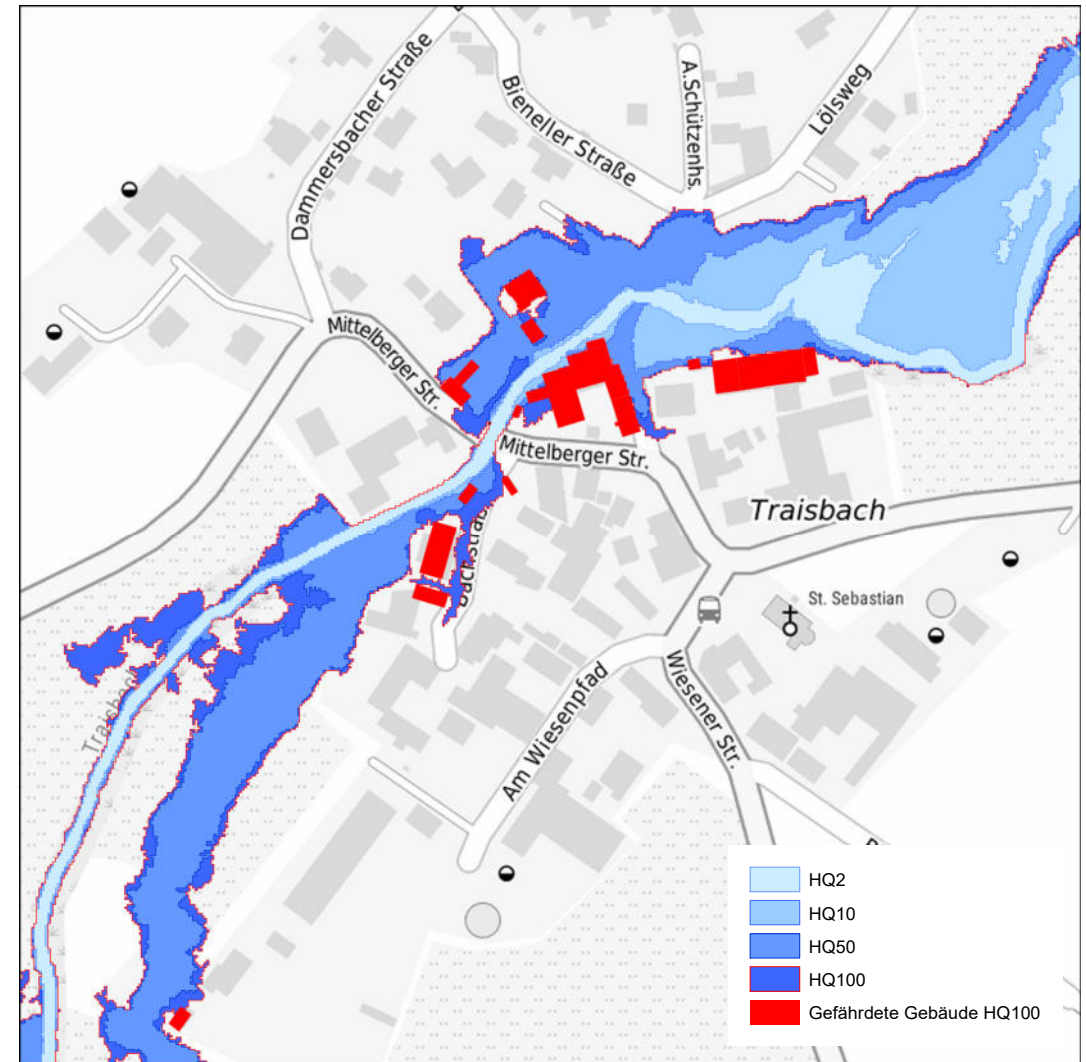 Dammersbacher Straße
Bieneller Straße
A.Schützenhs.
Lölsweg
Mittelberger Str.
Mittelberger Str.
Traisbach
St. Sebastian
Traisbach
Am Wiesenpfad
Wiesener Str.
HQ2
HQ10
HQ50
HQ100
Gefährdete Gebäude HQ100